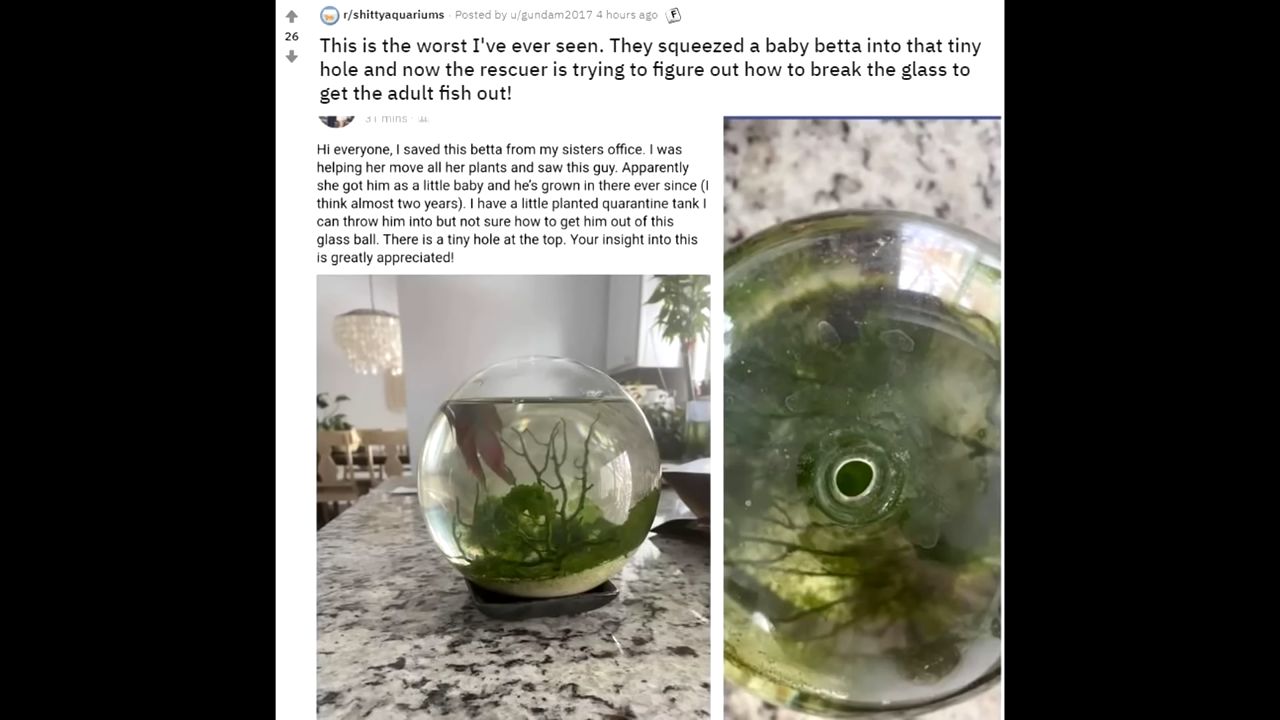 r/shittyaquariums · Posted by u/gundam2017 4 hours ago F
26
This is the worst I've ever seen. They squeezed a baby betta into that tiny
hole and now the rescuer is trying to figure out how to break the glass to
get the adult fish out!
31 mins ·
Hi everyone, I saved this betta from my sisters office. I was
helping her move all her plants and saw this guy. Apparently
she got him as a little baby and he's grown in there ever since (I
think almost two years). I have a little planted quarantine tank I
can throw him into but not sure how to get him out of this
glass ball. There is a tiny hole at the top. Your insight into this
is greatly appreciated!